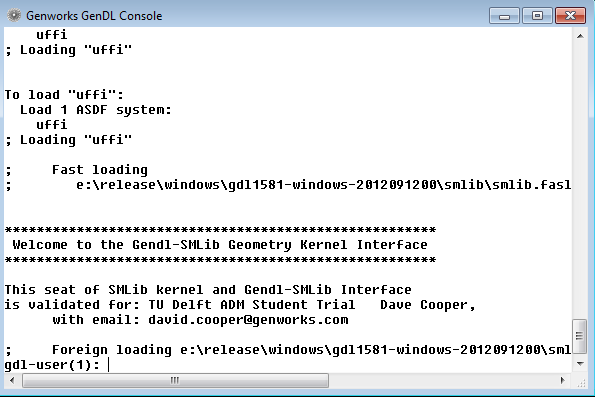 Genworks GenDL Console
uffi
; Loading "uffi"
To load "uffi":
Load 1 ASDF system:
uffi
; Loading "uffi"
; Fast loading
; e:\release\windows\gdl1581-windows-2012091200\smlib\smlib.fasl
******************************************************
Welcome to the Gendl-SMLib Geometry Kernel Interface
******************************************************
This seat of SMLib kernel and Gendl-SMLib Interface
is validated for: TU Delft ADM Student Trial Dave Cooper,
with email: david.cooper@genworks.com
; Foreign loading e:\release\windows\gdl1581-windows-2012091200\sml
gdl-user(1):